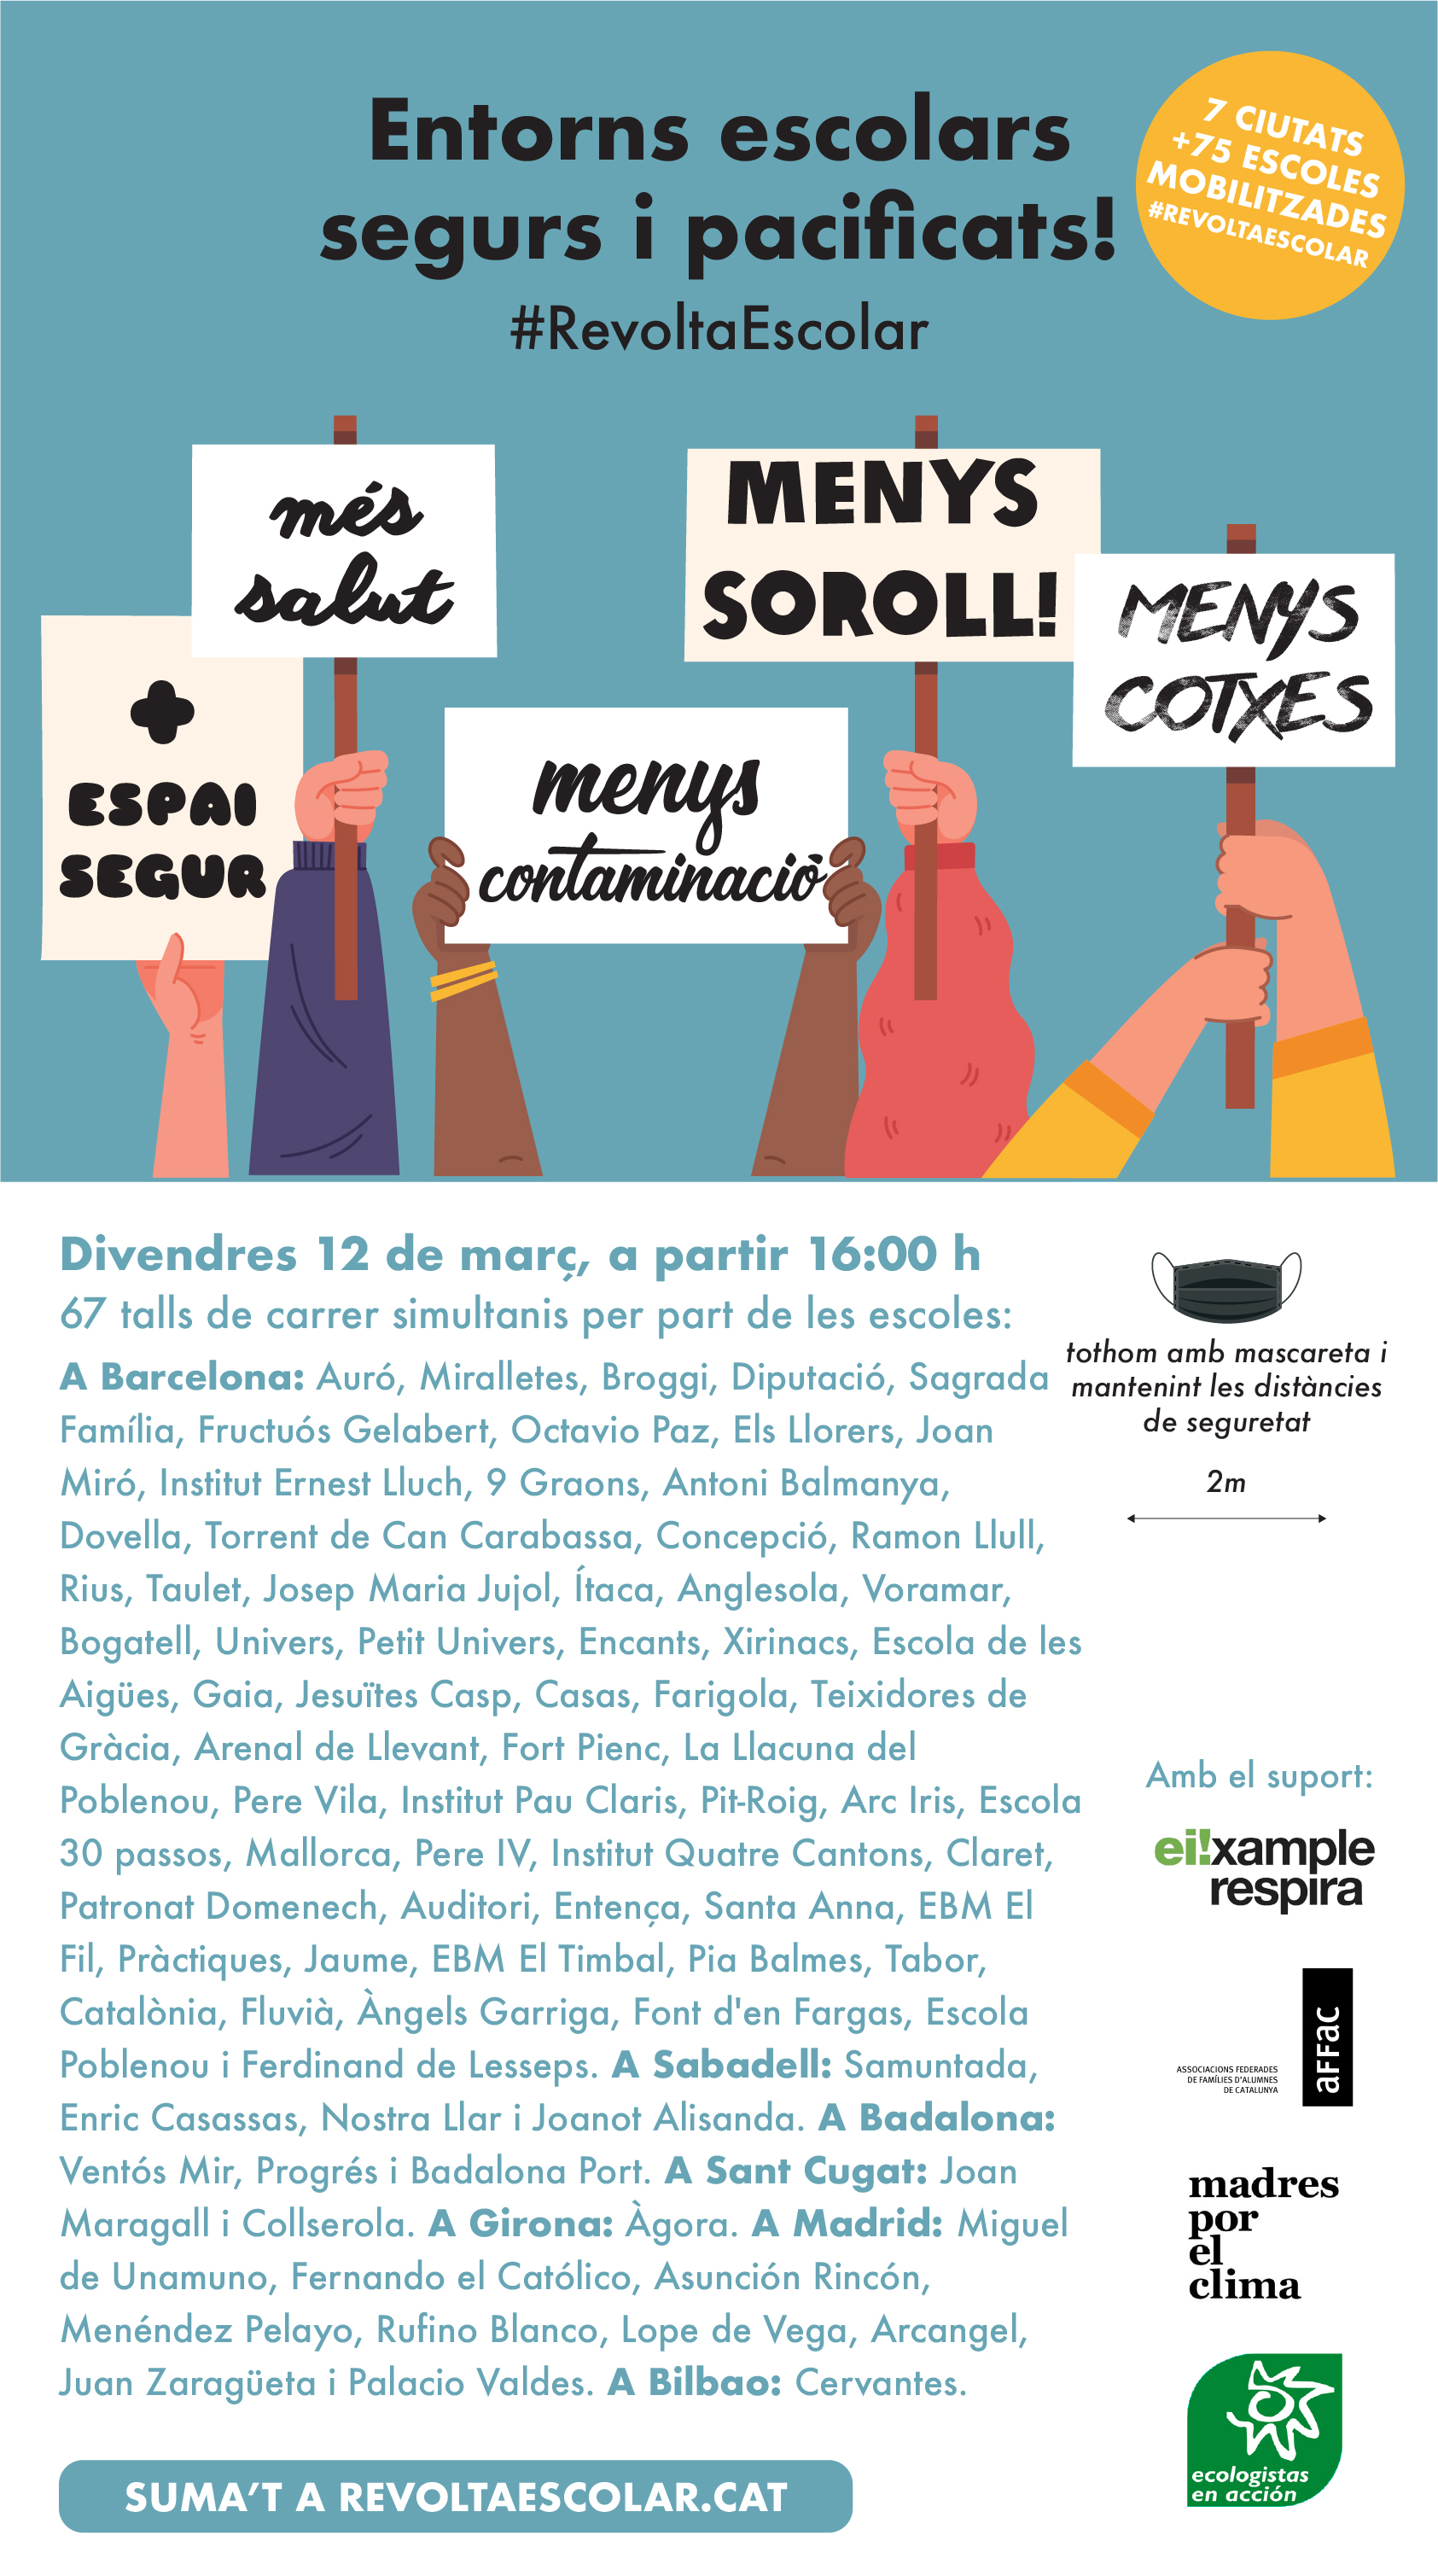 Entorns escolars
segurs i pacificats!
#RevoltaEscolar
7 CIUTATS
+75 ESCOLES
MOBILITZADES
#REVOLTAESCOLAR
més
salut
MENYS
SOROLL!
MENYS
COTXES
+
ESPAI
SEGUR
menys
contaminaciò
Divendres 12 de març, a partir 16:00 h
67 talls de carrer simultanis per part de les escoles:
A Barcelona: Auró, Miralletes, Broggi, Diputació, Sagrada
Família, Fructuós Gelabert, Octavio Paz, Els Llorers, Joan
Miró, Institut Ernest Lluch, 9 Graons, Antoni Balmanya,
Dovella, Torrent de Can Carabassa, Concepció, Ramon Llull,
Rius, Taulet, Josep Maria Jujol, Ítaca, Anglesola, Voramar,
Bogatell, Univers, Petit Univers, Encants, Xirinacs, Escola de les
Aigües, Gaia, Jesuïtes Casp, Casas, Farigola, Teixidores de
Gràcia, Arenal de Llevant, Fort Pienc, La Llacuna del
Poblenou, Pere Vila, Institut Pau Claris, Pit-Roig, Arc Iris, Escola
30 passos, Mallorca, Pere IV, Institut Quatre Cantons, Claret,
Patronat Domenech, Auditori, Entença, Santa Anna, EBM El
Fil, Pràctiques, Jaume, EBM El Timbal, Pia Balmes, Tabor,
Catalònia, Fluvià, Àngels Garriga, Font d'en Fargas, Escola
Poblenou i Ferdinand de Lesseps. A Sabadell: Samuntada,
Enric Casassas, Nostra Llar i Joanot Alisanda. A Badalona:
Ventós Mir, Progrés i Badalona Port. A Sant Cugat: Joan
Maragall i Collserola. A Girona: Àgora. A Madrid: Miguel
de Unamuno, Fernando el Católico, Asunción Rincón,
Menéndez Pelayo, Rufino Blanco, Lope de Vega, Arcangel,
Juan Zaragüeta i Palacio Valdes. A Bilbao: Cervantes.
SUMA'T A REVOLTAESCOLAR.CAT
tothom amb mascareta i
mantenint les distàncies
de seguretat
2m
Amb el suport:
ei!xample
respira
ASSOCIACIONS FEDERADES
DE FAMÍLIES D'ALUMNES
DE CATALUNYA
aFFaC
madres
por
el
clima
ecologistas
en acción